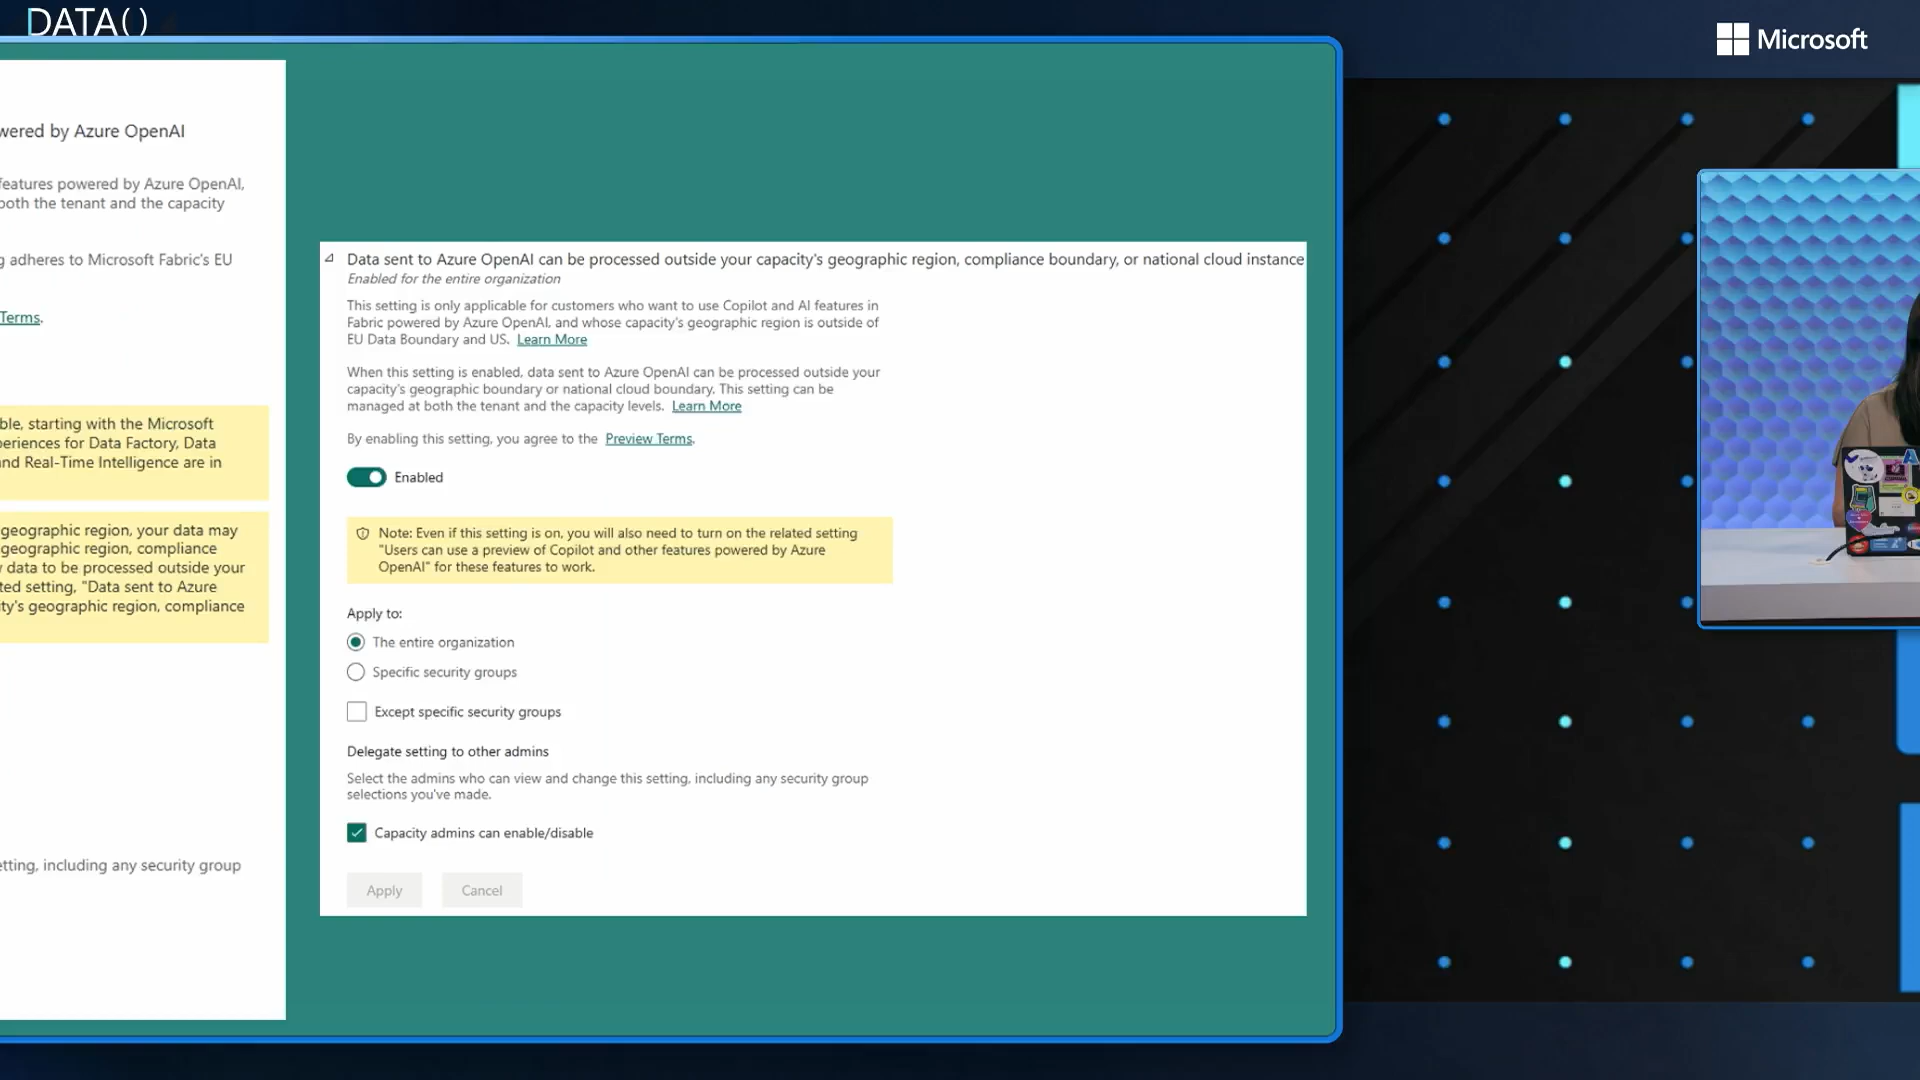 DATA()
Microsoft
wered by Azure OpenAI
features powered by Azure OpenAI,
both the tenant and the capacity
g adheres to Microsoft Fabric's EU
Terms.
ble, starting with the Microsoft
periences for Data Factory, Data
and Real-Time Intelligence are in
geographic region, your data may
geographic region, compliance
data to be processed outside your
ted setting, "Data sent to Azure
ity's geographic region, compliance
etting, including any security group
Data sent to Azure OpenAI can be processed outside your capacity's geographic region, compliance boundary, or national cloud instance
Enabled for the entire organization
This setting is only applicable for customers who want to use Copilot and AI features in
Fabric powered by Azure OpenAI, and whose capacity's geographic region is outside of
EU Data Boundary and US. Learn More
When this setting is enabled, data sent to Azure OpenAI can be processed outside your
capacity's geographic boundary or national cloud boundary. This setting can be
managed at both the tenant and the capacity levels. Learn More
By enabling this setting, you agree to the Preview Terms.
Enabled
Note: Even if this setting is on, you will also need to turn on the related setting
"Users can use a preview of Copilot and other features powered by Azure
OpenAI" for these features to work.
Apply to:
The entire organization
Specific security groups
Except specific security groups
Delegate setting to other admins
Select the admins who can view and change this setting, including any security group
selections you've made.
Capacity admins can enable/disable
Apply
Cancel